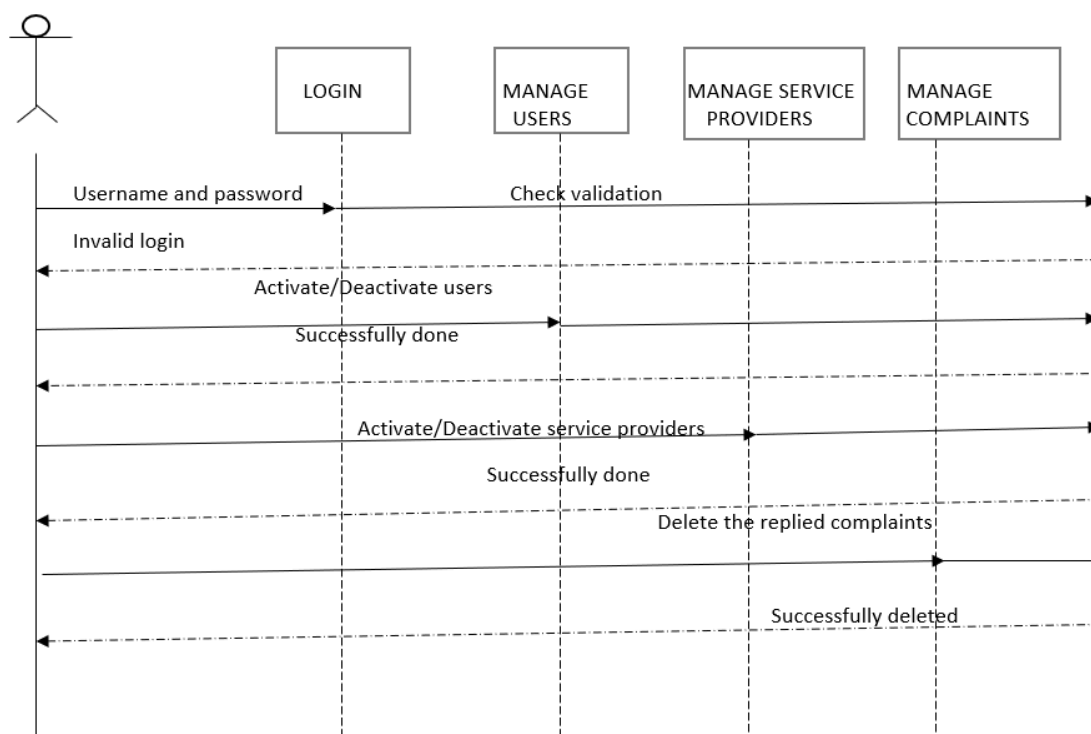 LOGIN
MANAGE
USERS
MANAGE SERVICE
PROVIDERS
MANAGE
COMPLAINTS
Username and password
Check validation
Invalid login
Activate/Deactivate users
Successfully done
Activate/Deactivate service providers
Successfully done
Delete the replied complaints
Successfully deleted